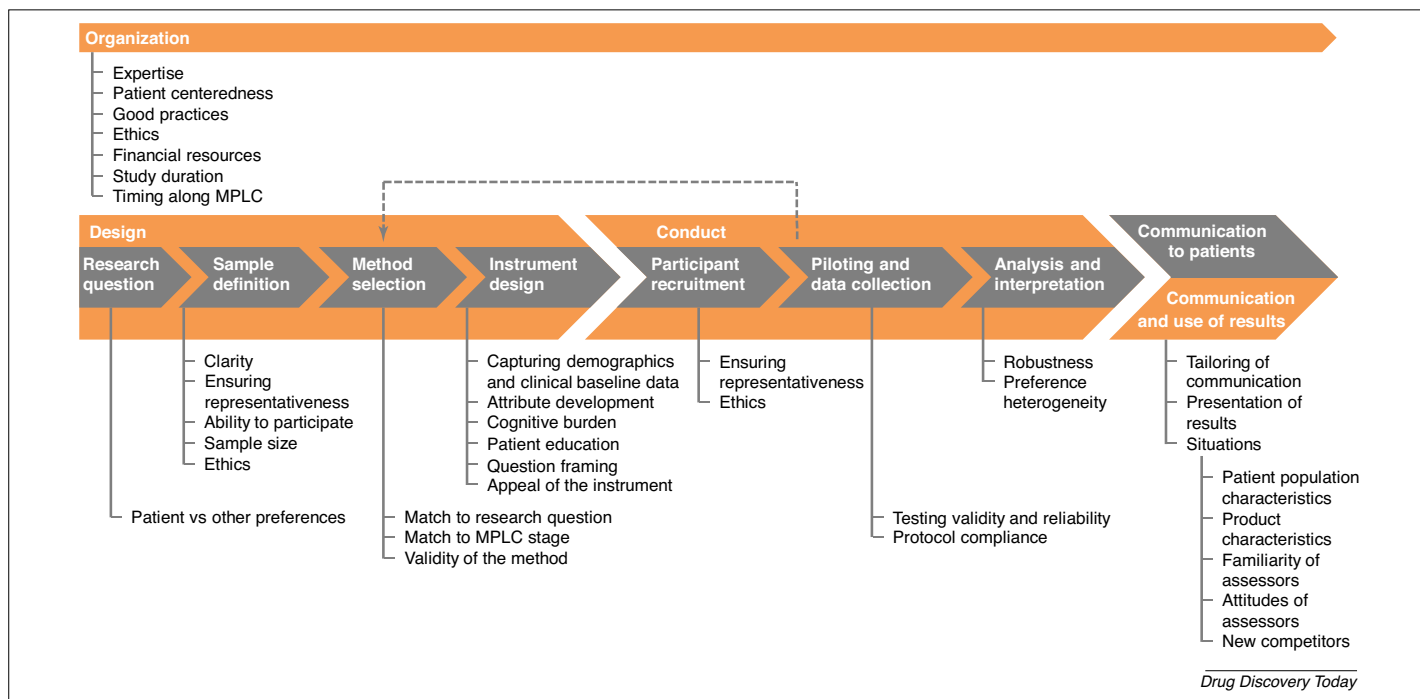 Organization
Expertise
Patient centeredness
Good practices
Ethics
Financial resources
Study duration
Timing along MPLC
Design
Research
question
Sample
definition
Method
selection
Instrument
design
Conduct
Participant
recruitment
Piloting and
data collection
Analysis and
interpretation
Communication
to patients
Communication
and use of results
Patient vs other preferences
Clarity
Ensuring
representativeness
Ability to participate
Sample size
Ethics
Match to research question
Match to MPLC stage
Validity of the method
Capturing demographics
and clinical baseline data
Attribute development
Cognitive burden
Patient education
Question framing
Appeal of the instrument
Ensuring
representativeness
Ethics
Testing validity and reliability
Protocol compliance
Robustness
Preference
heterogeneity
Tailoring of
communication
Presentation of
results
Situations
Patient population
characteristics
Product
characteristics
Familiarity of
assessors
Attitudes of
assessors
New competitors
Drug Discovery Today